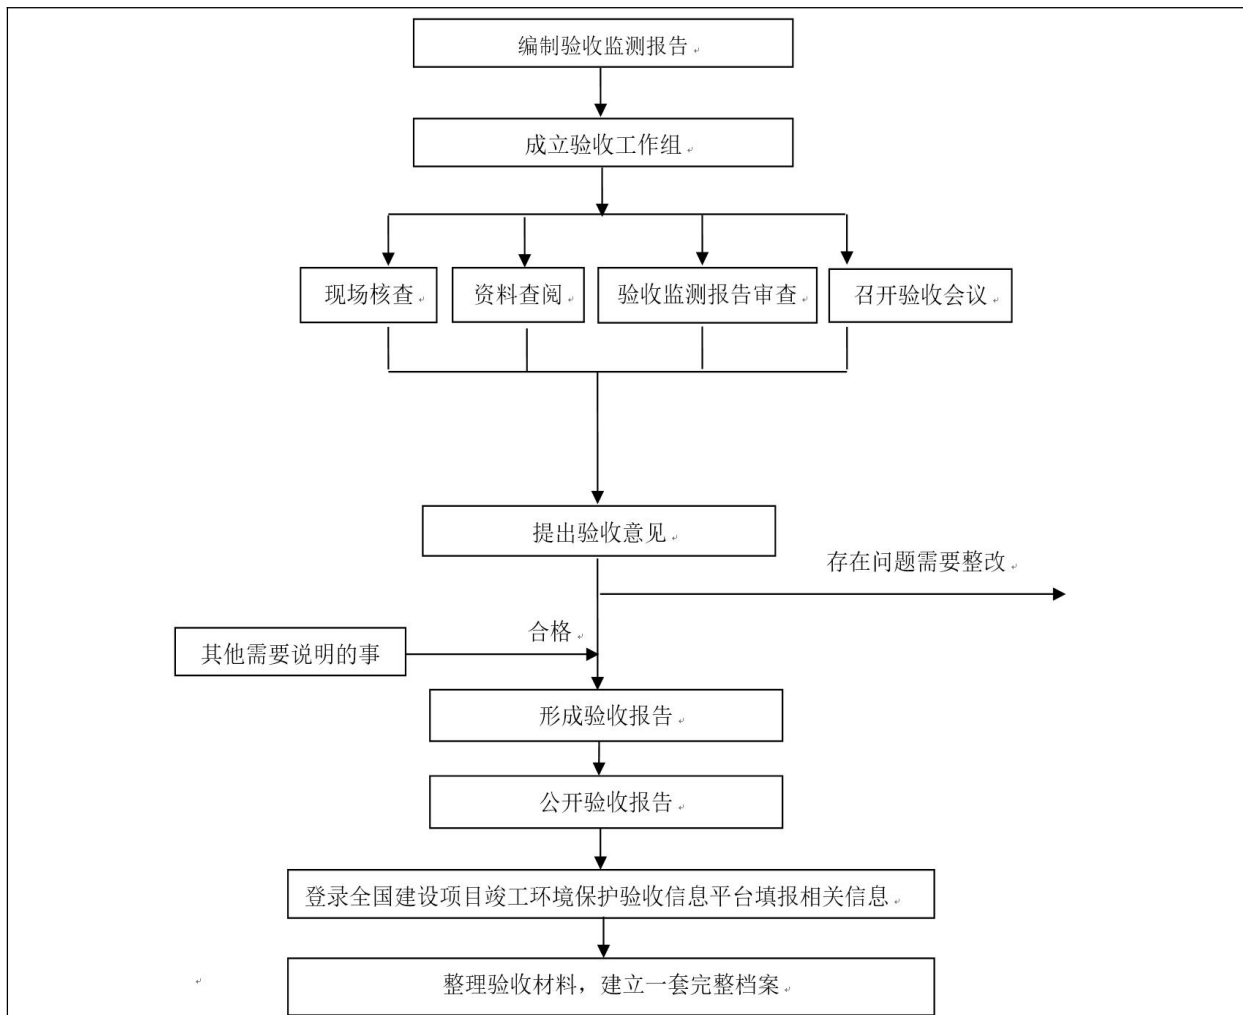 编制验收监测报告
成立验收工作组
现场核查
资料查阅
验收监测报告审查
召开验收会议
提出验收意见
存在问题需要整改
合格
其他需要说明的事
形成验收报告
公开验收报告
登录全国建设项目竣工环境保护验收信息平台填报相关信息
整理验收材料，建立一套完整档案